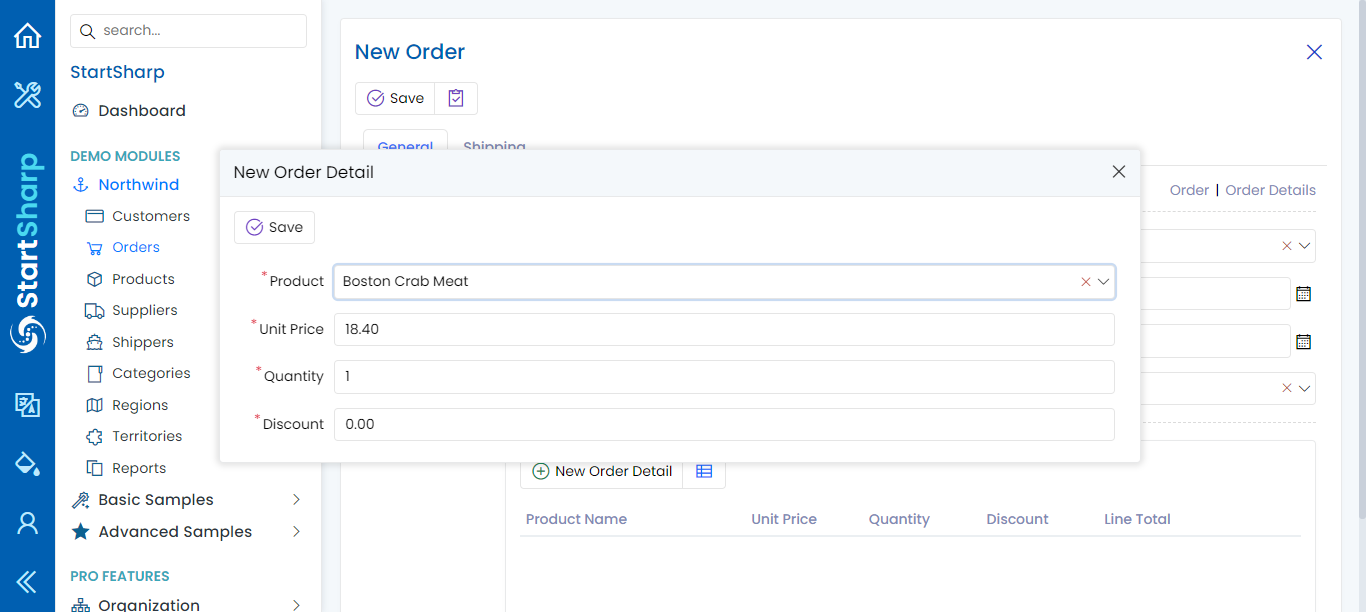 StartSharp
search...
StartSharp
Dashboard
DEMO MODULES
Northwind
Customers
Orders
Products
Suppliers
Shippers
Categories
Regions
Territories
Reports
Basic Samples
Advanced Samples
PRO FEATURES
Organization
New Order
Save
General Shipping
Order | Order Details
New Order Detail
Save
*Product Boston Crab Meat
*Unit Price 18.40
*Quantity 1
*Discount 0.00
New Order Detail
Product Name Unit Price Quantity Discount Line Total